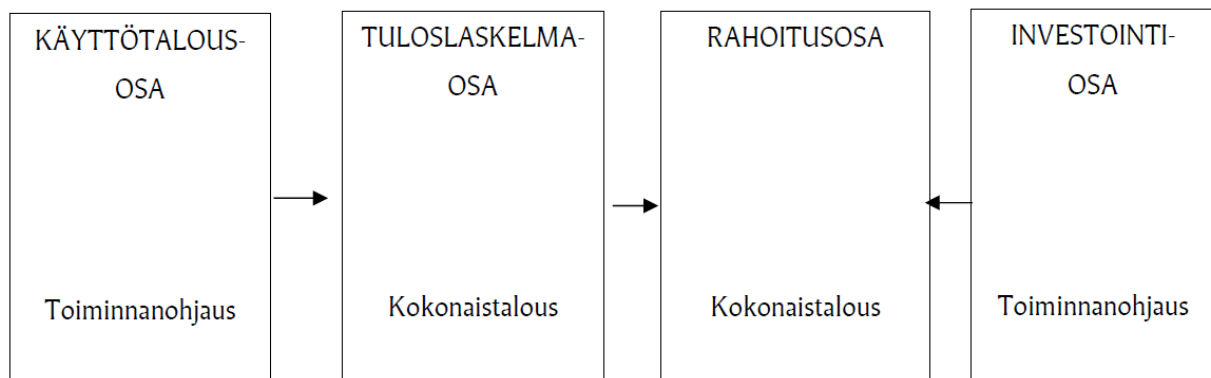 KÄYTTÖTALOUS-
OSA
Toiminnanohjaus
TULOSLASKELMA-
OSA
Kokonaistalous
RAHOITUSOSA
Kokonaistalous
INVESTOINTI-
OSA
Toiminnanohjaus